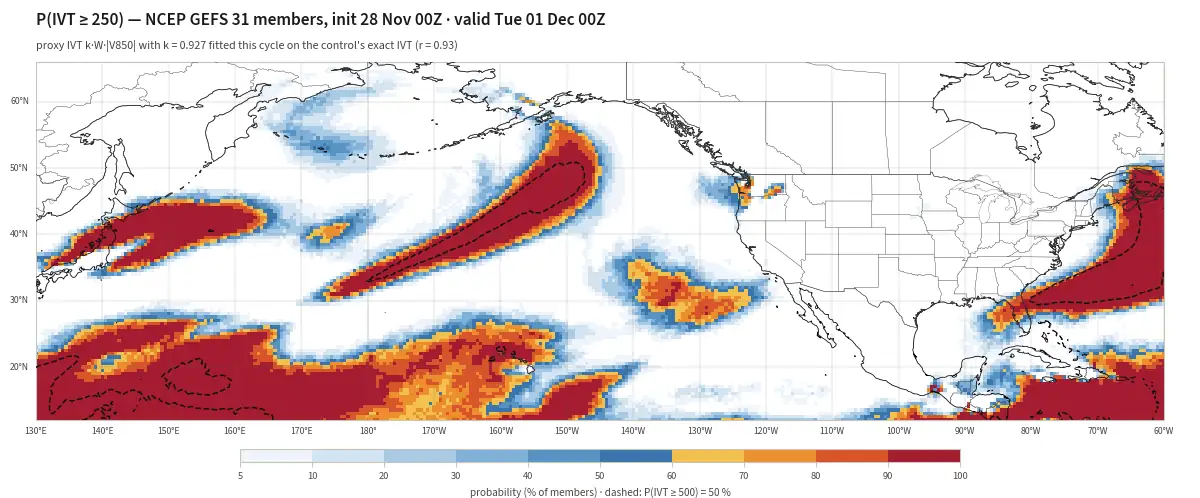 P(IVT ≥ 250) — NCEP GEFS 31 members, init 28 Nov 00Z · valid Tue 01 Dec 00Z
proxy IVT k·W·|V850| with k = 0.927 fitted this cycle on the control's exact IVT (r = 0.93)
60°N
50°N
40°N
30°N
20°N
130°E 140°E 150°E 160°E 170°E 180° 170°W 160°W 150°W 140°W 130°W 120°W 110°W 100°W 90°W 80°W 70°W 60°W
5 10 20 30 40 50 60 70 80 90 100
probability (% of members) · dashed: P(IVT ≥ 500) = 50 %